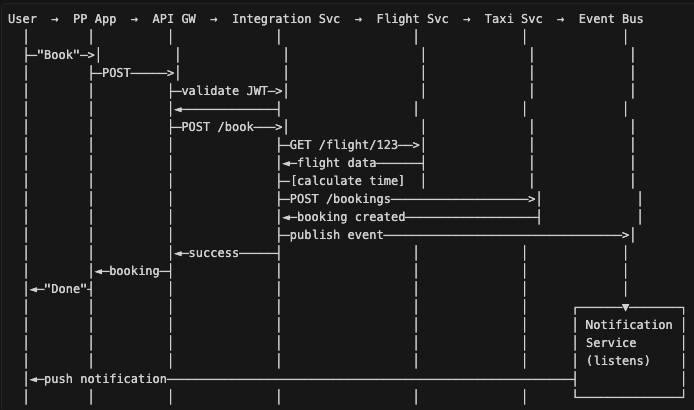 User → PP App → API GW → Integration Svc → Flight Svc → Taxi Svc → Event Bus
"Book"
POST
validate JWT
POST /book
GET /flight/123
flight data
[calculate time]
POST /bookings
booking created
publish event
success
booking
"Done"
Notification
Service
(listens)
push notification